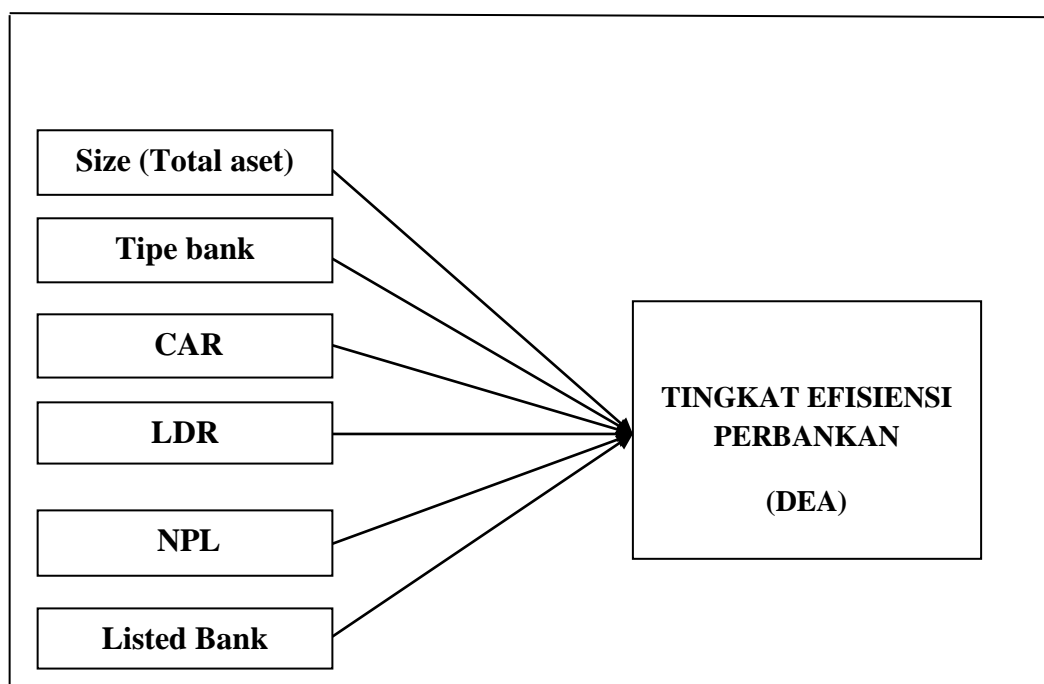 Size (Total aset)
Tipe bank
CAR
LDR
NPL
Listed Bank
TINGKAT EFISIENSI
PERBANKAN
(DEA)